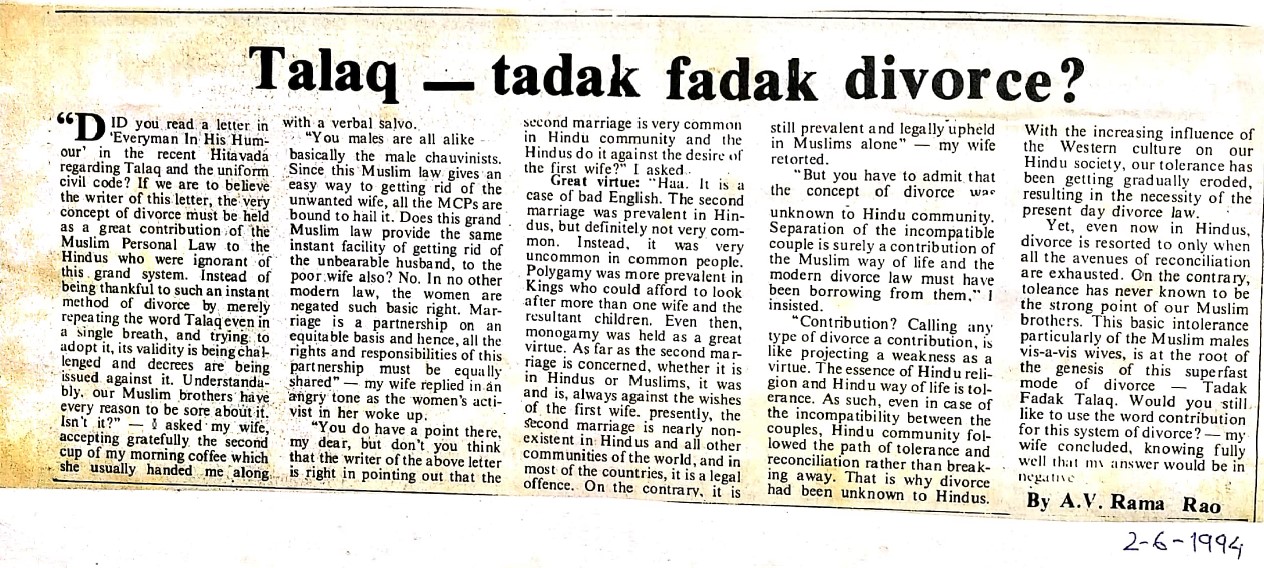 Talaq — tadak fadak divorce?
“DID you read a letter in
‘Everyman In His Hum-
our’ in the recent Hitavada
regarding Talaq and the uniform
civil code? If we are to believe
the writer of this letter, the very
concept of divorce must be held
as a great contribution of the
Muslim Personal Law to the
Hindus who were ignorant of
this grand system. Instead of
being thankful to such an instant
method of divorce by merely
repeating the word Talaq even in
a single breath, and trying to
adopt it, its validity is being chal-
lenged and decrees are being
issued against it. Understanda-
bly, our Muslim brothers have
every reason to be sore about it.
Isn't it?” — I asked my wife,
accepting gratefully the second
cup of my morning coffee which
she usually handed me along
with a verbal salvo.
“You males are all alike
basically the male chauvinists.
Since this Muslim law gives an
easy way to getting rid of the
unwanted wife, all the MCPs are
bound to hail it. Does this grand
Muslim law provide the same
instant facility of getting rid of
the unbearable husband, to the
poor wife also? No. In no other
modern law, the women are
negated such basic right. Mar-
riage is a partnership on an
equitable basis and hence, all the
rights and responsibilities of this
partnership must be equally
shared” — my wife replied in an
angry tone as the women's acti-
vist in her woke up.
“You do have a point there,
my dear, but don't you think
that the writer of the above letter
is right in pointing out that the
second marriage is very common
in Hindu community and the
Hindus do it against the desire of
the first wife?” I asked.
Great virtue: “Haa. It is a
case of bad English. The second
marriage was prevalent in Hin-
dus, but definitely not very com-
mon. Instead, it was very
uncommon in common people.
Polygamy was more prevalent in
Kings who could afford to look
after more than one wife and the
resultant children. Even then,
monogamy was held as a great
virtue. As far as the second mar-
riage is concerned, whether it is
in Hindus or Muslims, it was
and is, always against the wishes
of the first wife. presently, the
second marriage is nearly non-
existent in Hindus and all other
communities of the world, and in
most of the countries, it is a legal
offence. On the contrary, it is
still prevalent and legally upheld
in Muslims alone” — my wife
retorted.
“But you have to admit that
the concept of divorce was
unknown to Hindu community.
Separation of the incompatible
couple is surely a contribution of
the Muslim way of life and the
modern divorce law must have
been borrowing from them,” I
insisted.
“Contribution? Calling any
type of divorce a contribution, is
like projecting a weakness as a
virtue. The essence of Hindu reli-
gion and Hindu way of life is tol-
erance. As such, even in case of
the incompatibility between the
couples, Hindu community fol-
lowed the path of tolerance and
reconciliation rather than break-
ing away. That is why divorce
had been unknown to Hindus.
With the increasing influence of
the Western culture on our
Hindu society, our tolerance has
been getting gradually eroded,
resulting in the necessity of the
present day divorce law.
Yet, even now in Hindus,
divorce is resorted to only when
all the avenues of reconciliation
are exhausted. On the contrary,
toleance has never known to be
the strong point of our Muslim
brothers. This basic intolerance
particularly of the Muslim males
vis-a-vis wives, is at the root of
the genesis of this superfast
mode of divorce — Tadak
Fadak Talaq. Would you still
like to use the word contribution
for this system of divorce? — my
wife concluded, knowing fully
well that my answer would be in
negative
By A.V. Rama Rao
2-6-1994